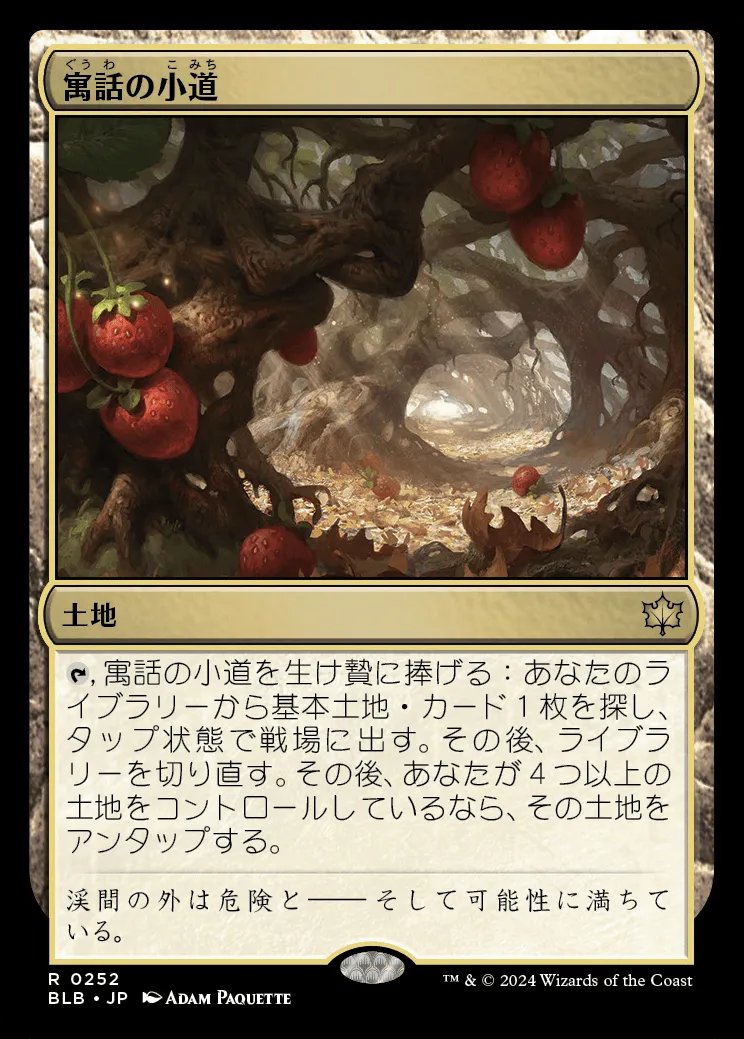 ぐうわ こみち
寓話の小道
土地
, 寓話の小道を生け贄に捧げる：あなたのラ
イブラリーから基本土地・カード１枚を探し、
タップ状態で戦場に出す。その後、ライブラ
リーを切り直す。その後、あなたが４つ以上の
土地をコントロールしているなら、その土地を
アンタップする。
渓間の外は危険と――そして可能性に満ちて
いる。
R 0252
BLB • JP ADAM PAQUETTE
™ & © 2024 Wizards of the Coast